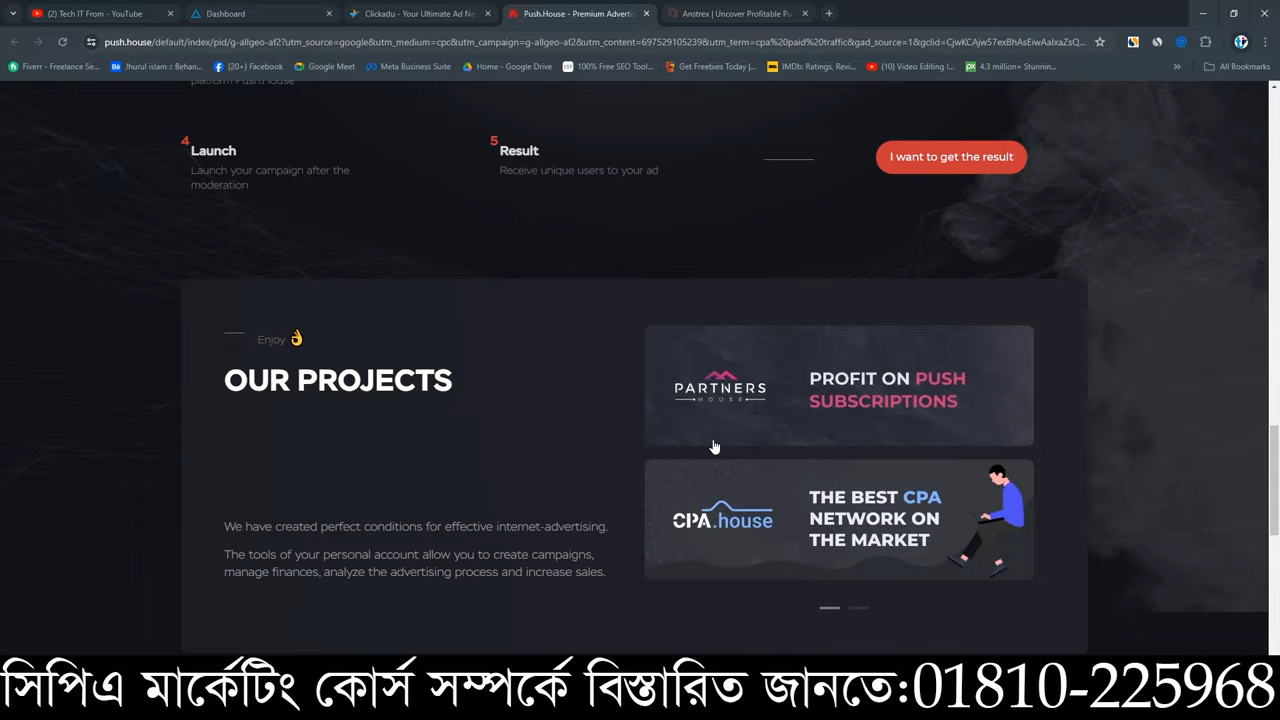 (2) Tech IT From - YouTube
Dashboard
Clickadu - Your Ultimate Ad Ne
Push.House - Premium Adverti
Anstrex | Uncover Profitable Po
push.house/default/index/pid/g-allgeo-af2?utm_source=google&utm_medium=cpc&utm_campaign=g-allgeo-af2&utm_content=697529105239&utm_term=cpa%20paid%20traffic&gad_source=1&gclid=CjwKCAjw57exBhAsEiwAaIxaZsQ...
Fiverr - Freelance Se...
Jhurul islam :: Behan...
(20+) Facebook
Google Meet
Meta Business Suite
Home - Google Drive
100% Free SEO Tool...
Get Freebies Today |...
IMDb: Ratings, Revi...
(10) Video Editing I...
4.3 million+ Stunnin...
All Bookmarks
platform Push.House
4
Launch
Launch your campaign after the
moderation
5
Result
Receive unique users to your ad
I want to get the result
Enjoy 👌
OUR PROJECTS
We have created perfect conditions for effective internet-advertising.
The tools of your personal account allow you to create campaigns,
manage finances, analyze the advertising process and increase sales.
PARTNERS
HOUSE
PROFIT ON PUSH
SUBSCRIPTIONS
CPA.house
THE BEST CPA
NETWORK ON
THE MARKET
সিপিএ মার্কেটিং কোর্স সম্পর্কে বিস্তারিত জানতে:01810-225968